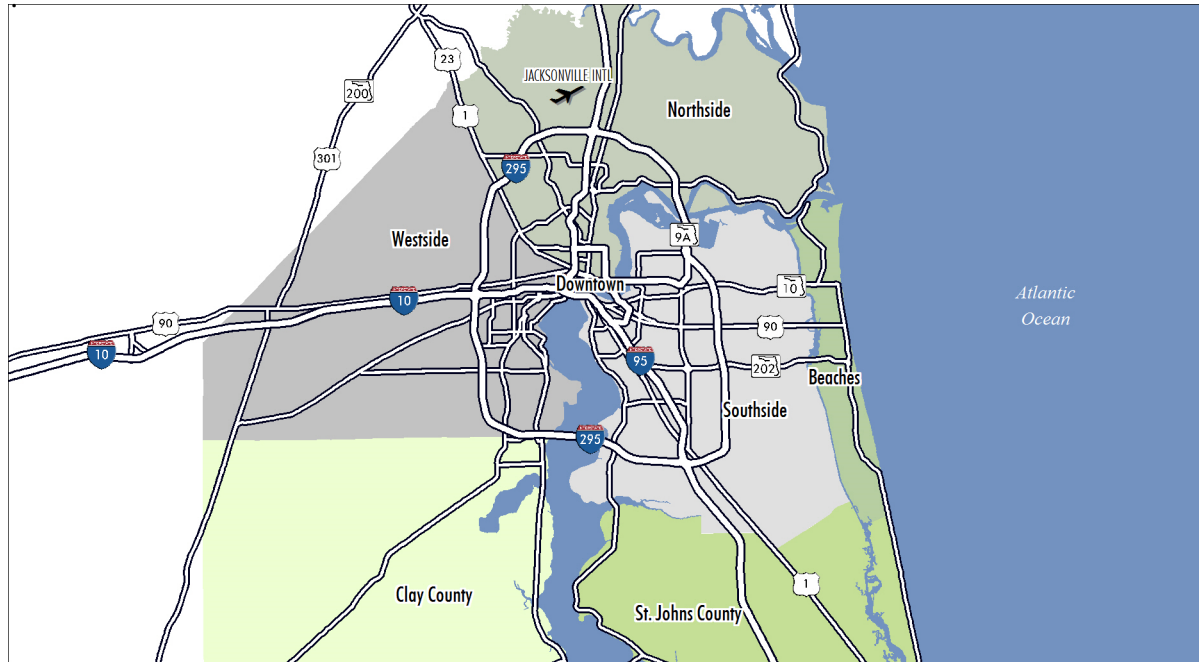 23
JACKSONVILLE INTL
200
Northside
1
301
295
9A
Westside
Downtown
10
10
Atlantic
Ocean
90
90
10
95
202
Beaches
Southside
295
1
Clay County
St. Johns County